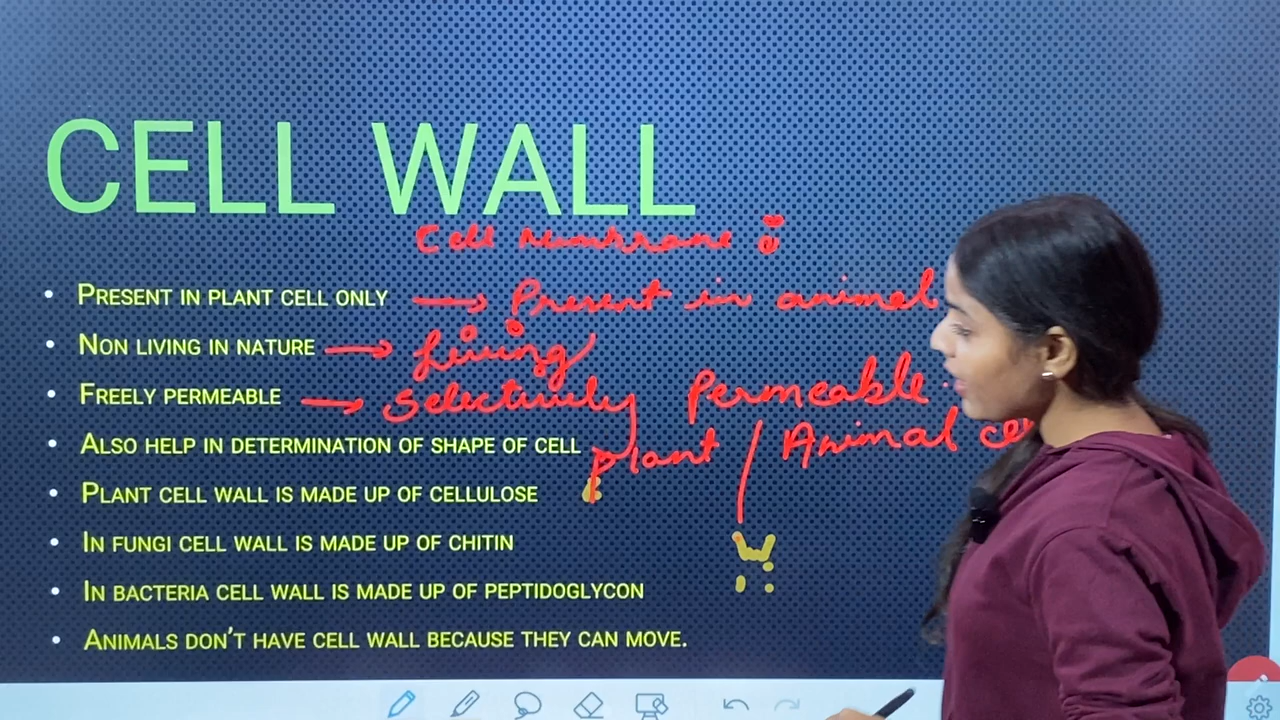 CELL WALL
Cell Membrane :
• PRESENT IN PLANT CELL ONLY → Present in animal
• NON LIVING IN NATURE → Living
• FREELY PERMEABLE → Selectively Permeable.
• ALSO HELP IN DETERMINATION OF SHAPE OF CELL Plant / Animal ce
• PLANT CELL WALL IS MADE UP OF CELLULOSE
• IN FUNGI CELL WALL IS MADE UP OF CHITIN
• IN BACTERIA CELL WALL IS MADE UP OF PEPTIDOGLYCON
• ANIMALS DON'T HAVE CELL WALL BECAUSE THEY CAN MOVE.